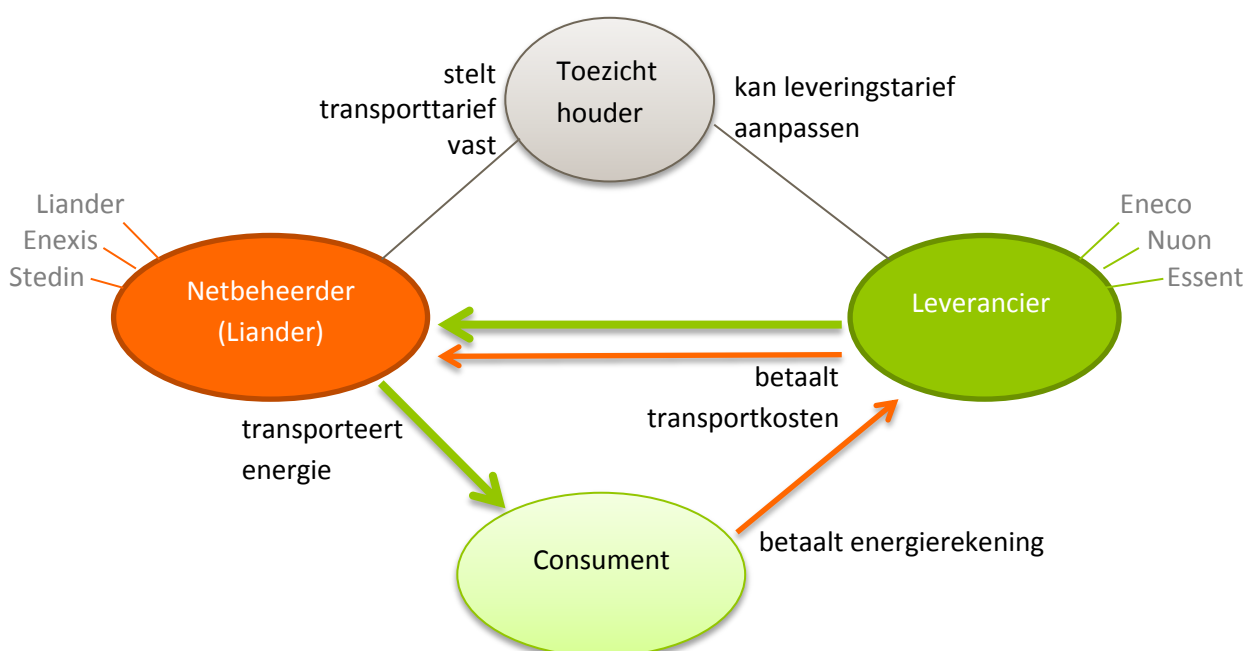 stelt
transporttarief
vast
Toezicht
houder
kan leveringstarief
aanpassen
Liander
Enexis
Stedin
Netbeheerder
(Liander)
Eneco
Nuon
Essent
Leverancier
betaalt
transportkosten
transporteert
energie
Consument
betaalt energierekening